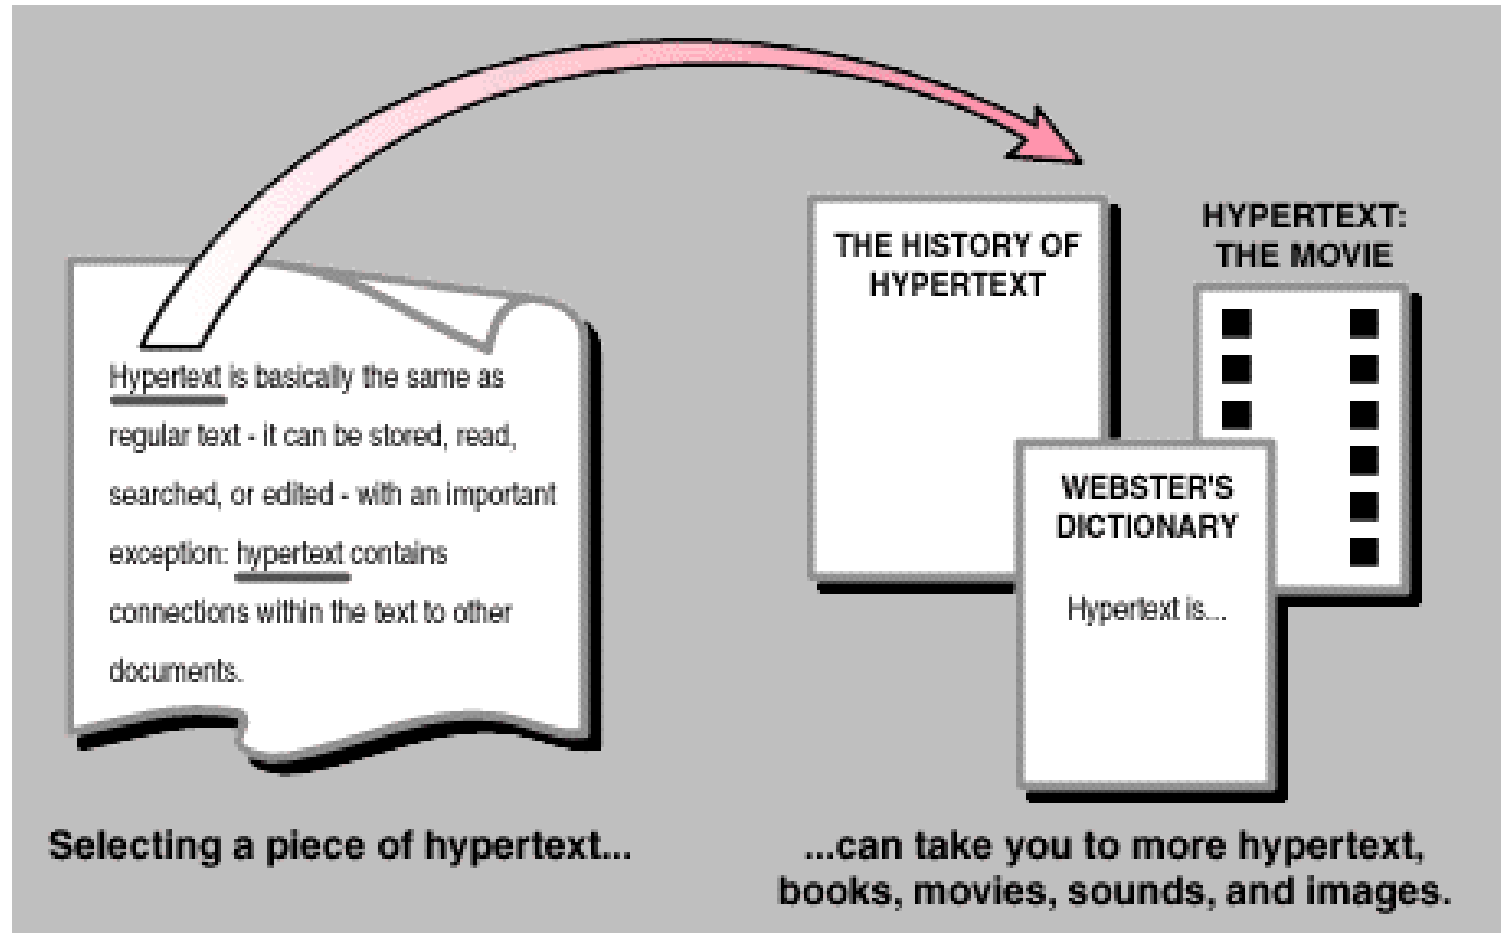 Hypertext is basically the same as
regular text - it can be stored, read,
searched, or edited - with an important
exception: hypertext contains
connections within the text to other
documents.
Selecting a piece of hypertext...
THE HISTORY OF
HYPERTEXT
HYPERTEXT:
THE MOVIE
WEBSTER'S
DICTIONARY
Hypertext is...
...can take you to more hypertext,
books, movies, sounds, and images.